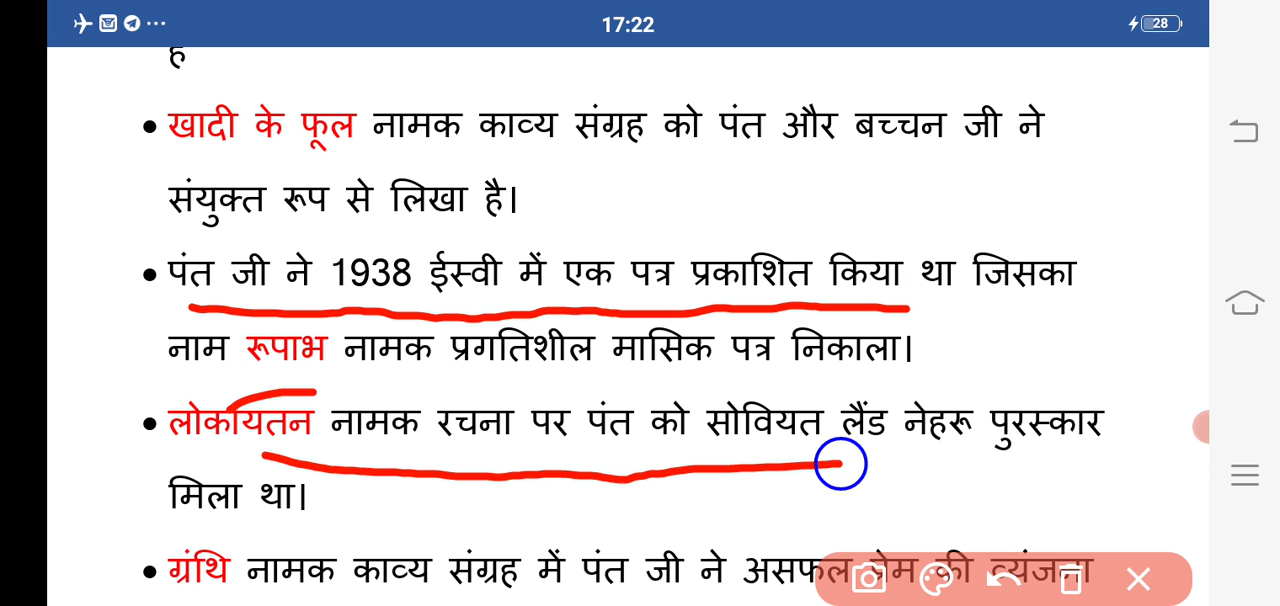 17:22
28
है
• खादी के फूल नामक काव्य संग्रह को पंत और बच्चन जी ने
संयुक्त रूप से लिखा है।
• पंत जी ने 1938 ईस्वी में एक पत्र प्रकाशित किया था जिसका
नाम रूपाभ नामक प्रगतिशील मासिक पत्र निकाला।
• लोकायतन नामक रचना पर पंत को सोवियत लैंड नेहरू पुरस्कार
मिला था।
• ग्रंथि नामक काव्य संग्रह में पंत जी ने असफल प्रेम की व्यंजना